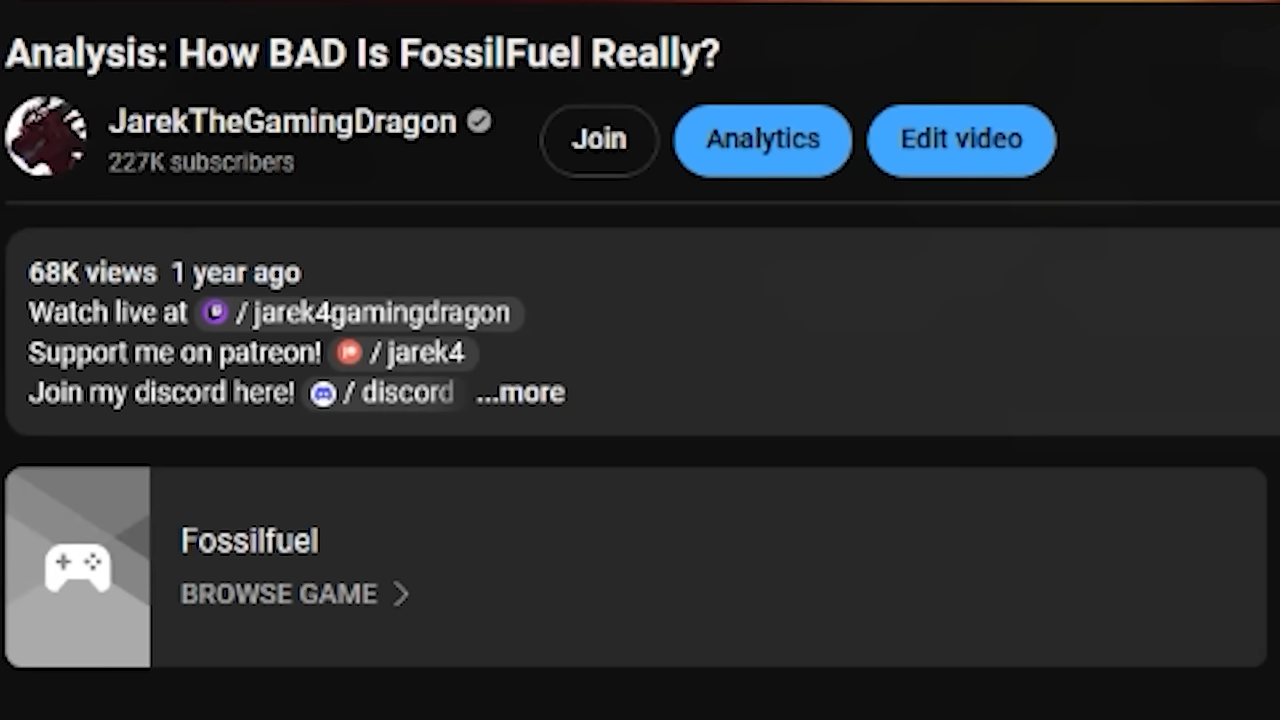 Analysis: How BAD Is FossilFuel Really?
JarekTheGamingDragon
227K subscribers
Join
Analytics
Edit video
68K views 1 year ago
Watch live at / jarek4gamingdragon
Support me on patreon! / jarek4
Join my discord here! / discord ...more
Fossilfuel
BROWSE GAME